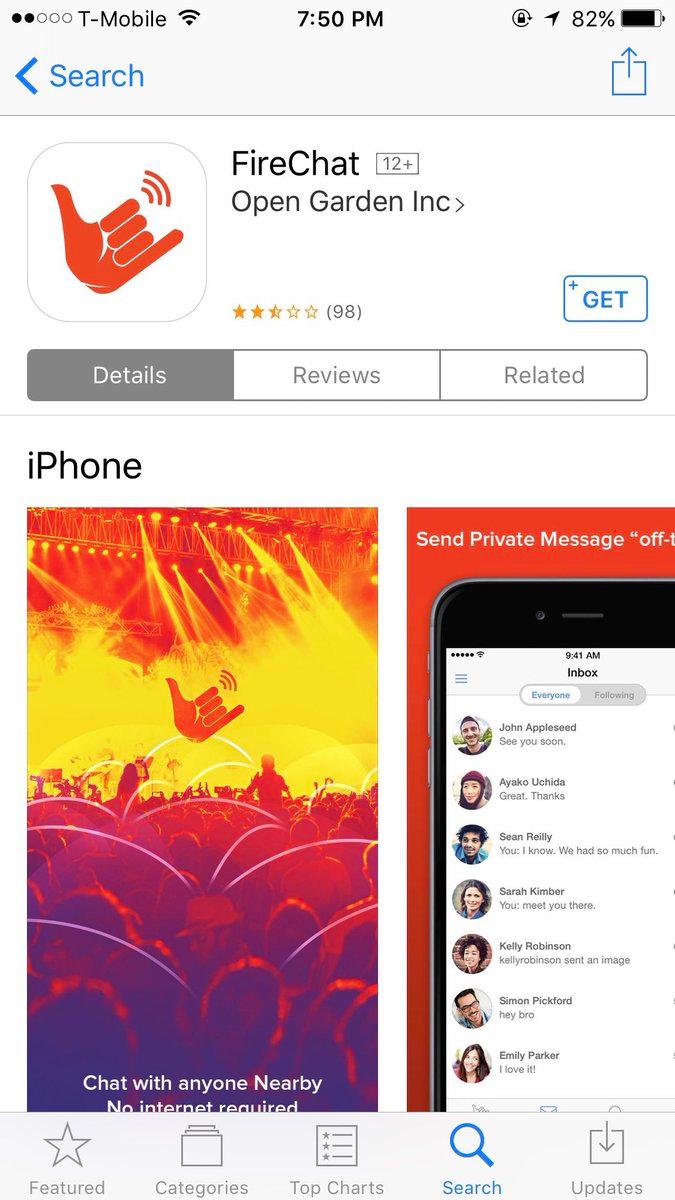 T-Mobile 7:50 PM 82%
Search
FireChat 12+
Open Garden Inc >
(98)
+ GET
Details Reviews Related
iPhone
Chat with anyone Nearby
No internet required
Send Private Message “off-t
9:41 AM
Inbox
Everyone Following
John Appleseed
See you soon.
Ayako Uchida
Great. Thanks
Sean Reilly
You: I know. We had so much fun.
Sarah Kimber
You: meet you there.
Kelly Robinson
kellyrobinson sent an image
Simon Pickford
hey bro
Emily Parker
I love it!
Featured Categories Top Charts Search Updates